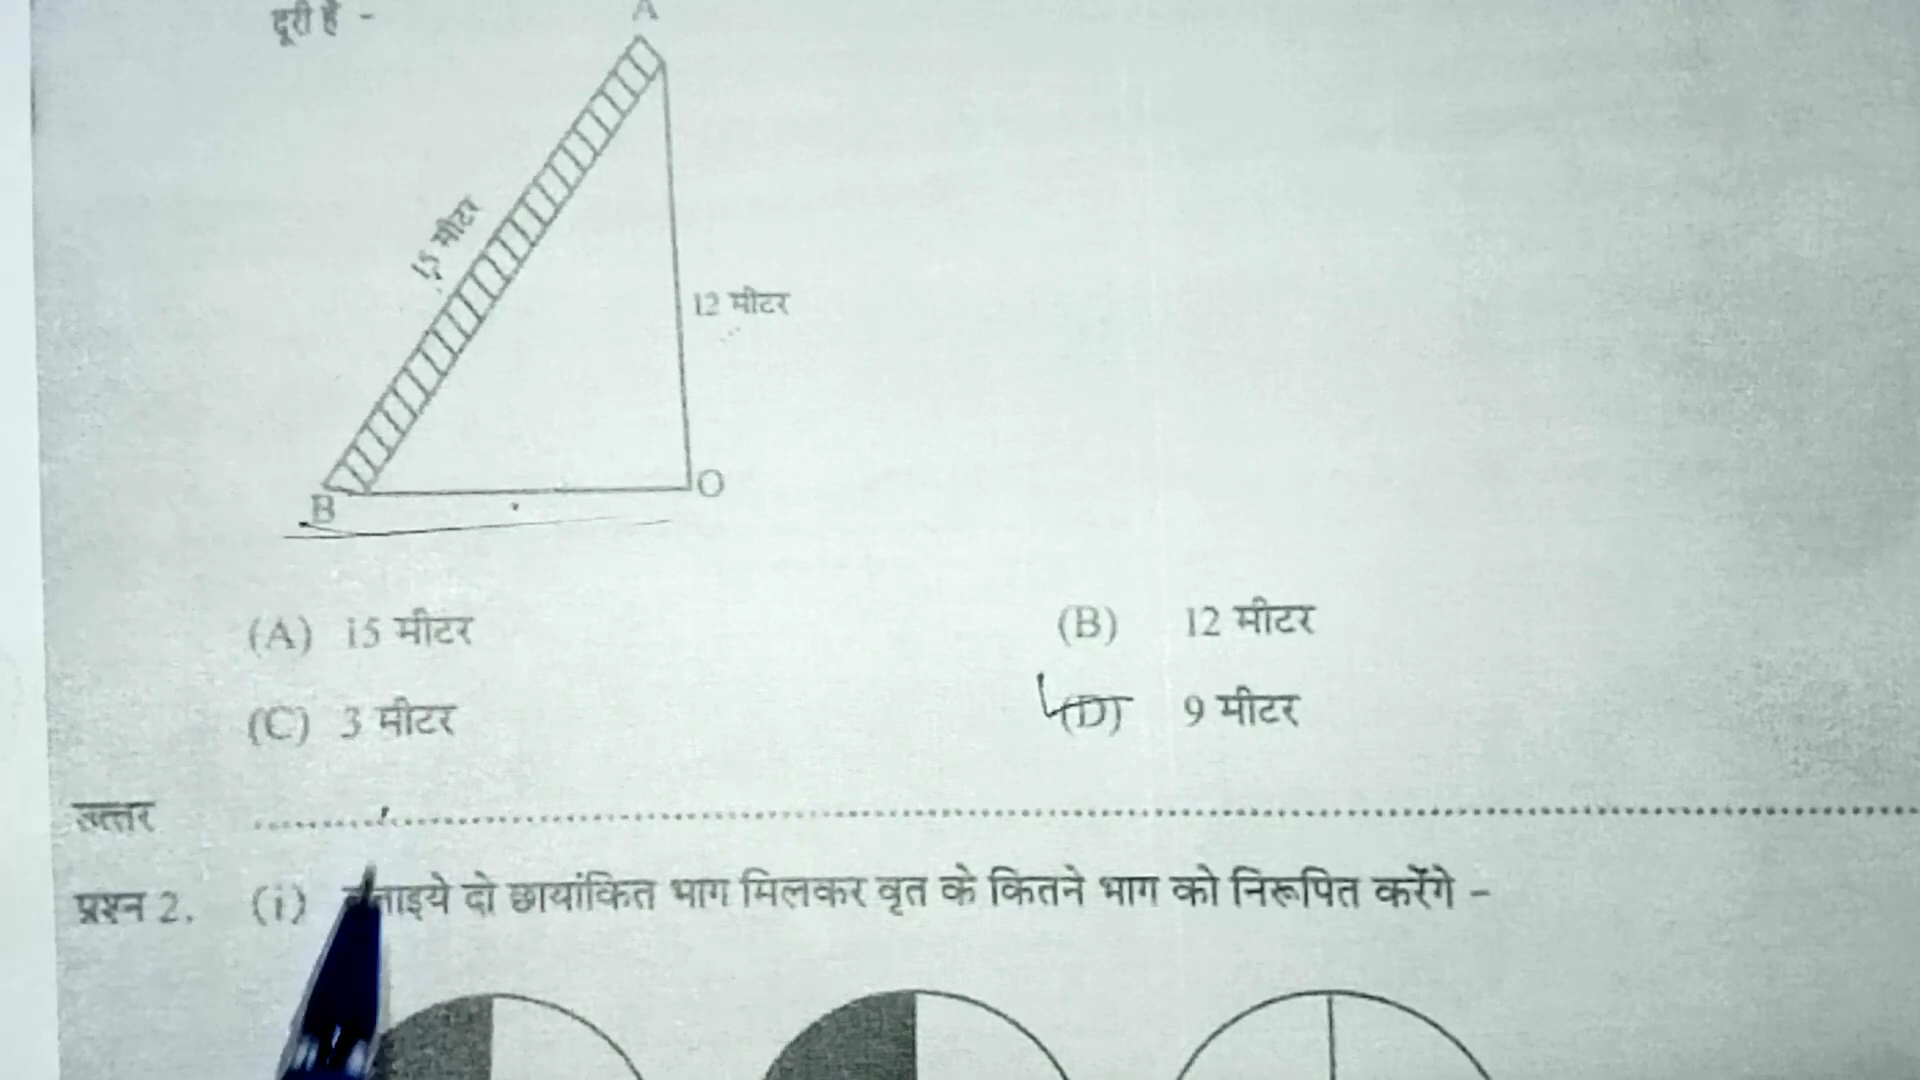 दूरी है -
A
15 मीटर
12 मीटर
B
O
(A) 15 मीटर
(B) 12 मीटर
(C) 3 मीटर
(D) 9 मीटर
उत्तर
प्रश्न 2. (i) बताइये दो छायांकित भाग मिलकर वृत के कितने भाग को निरूपित करेंगे -